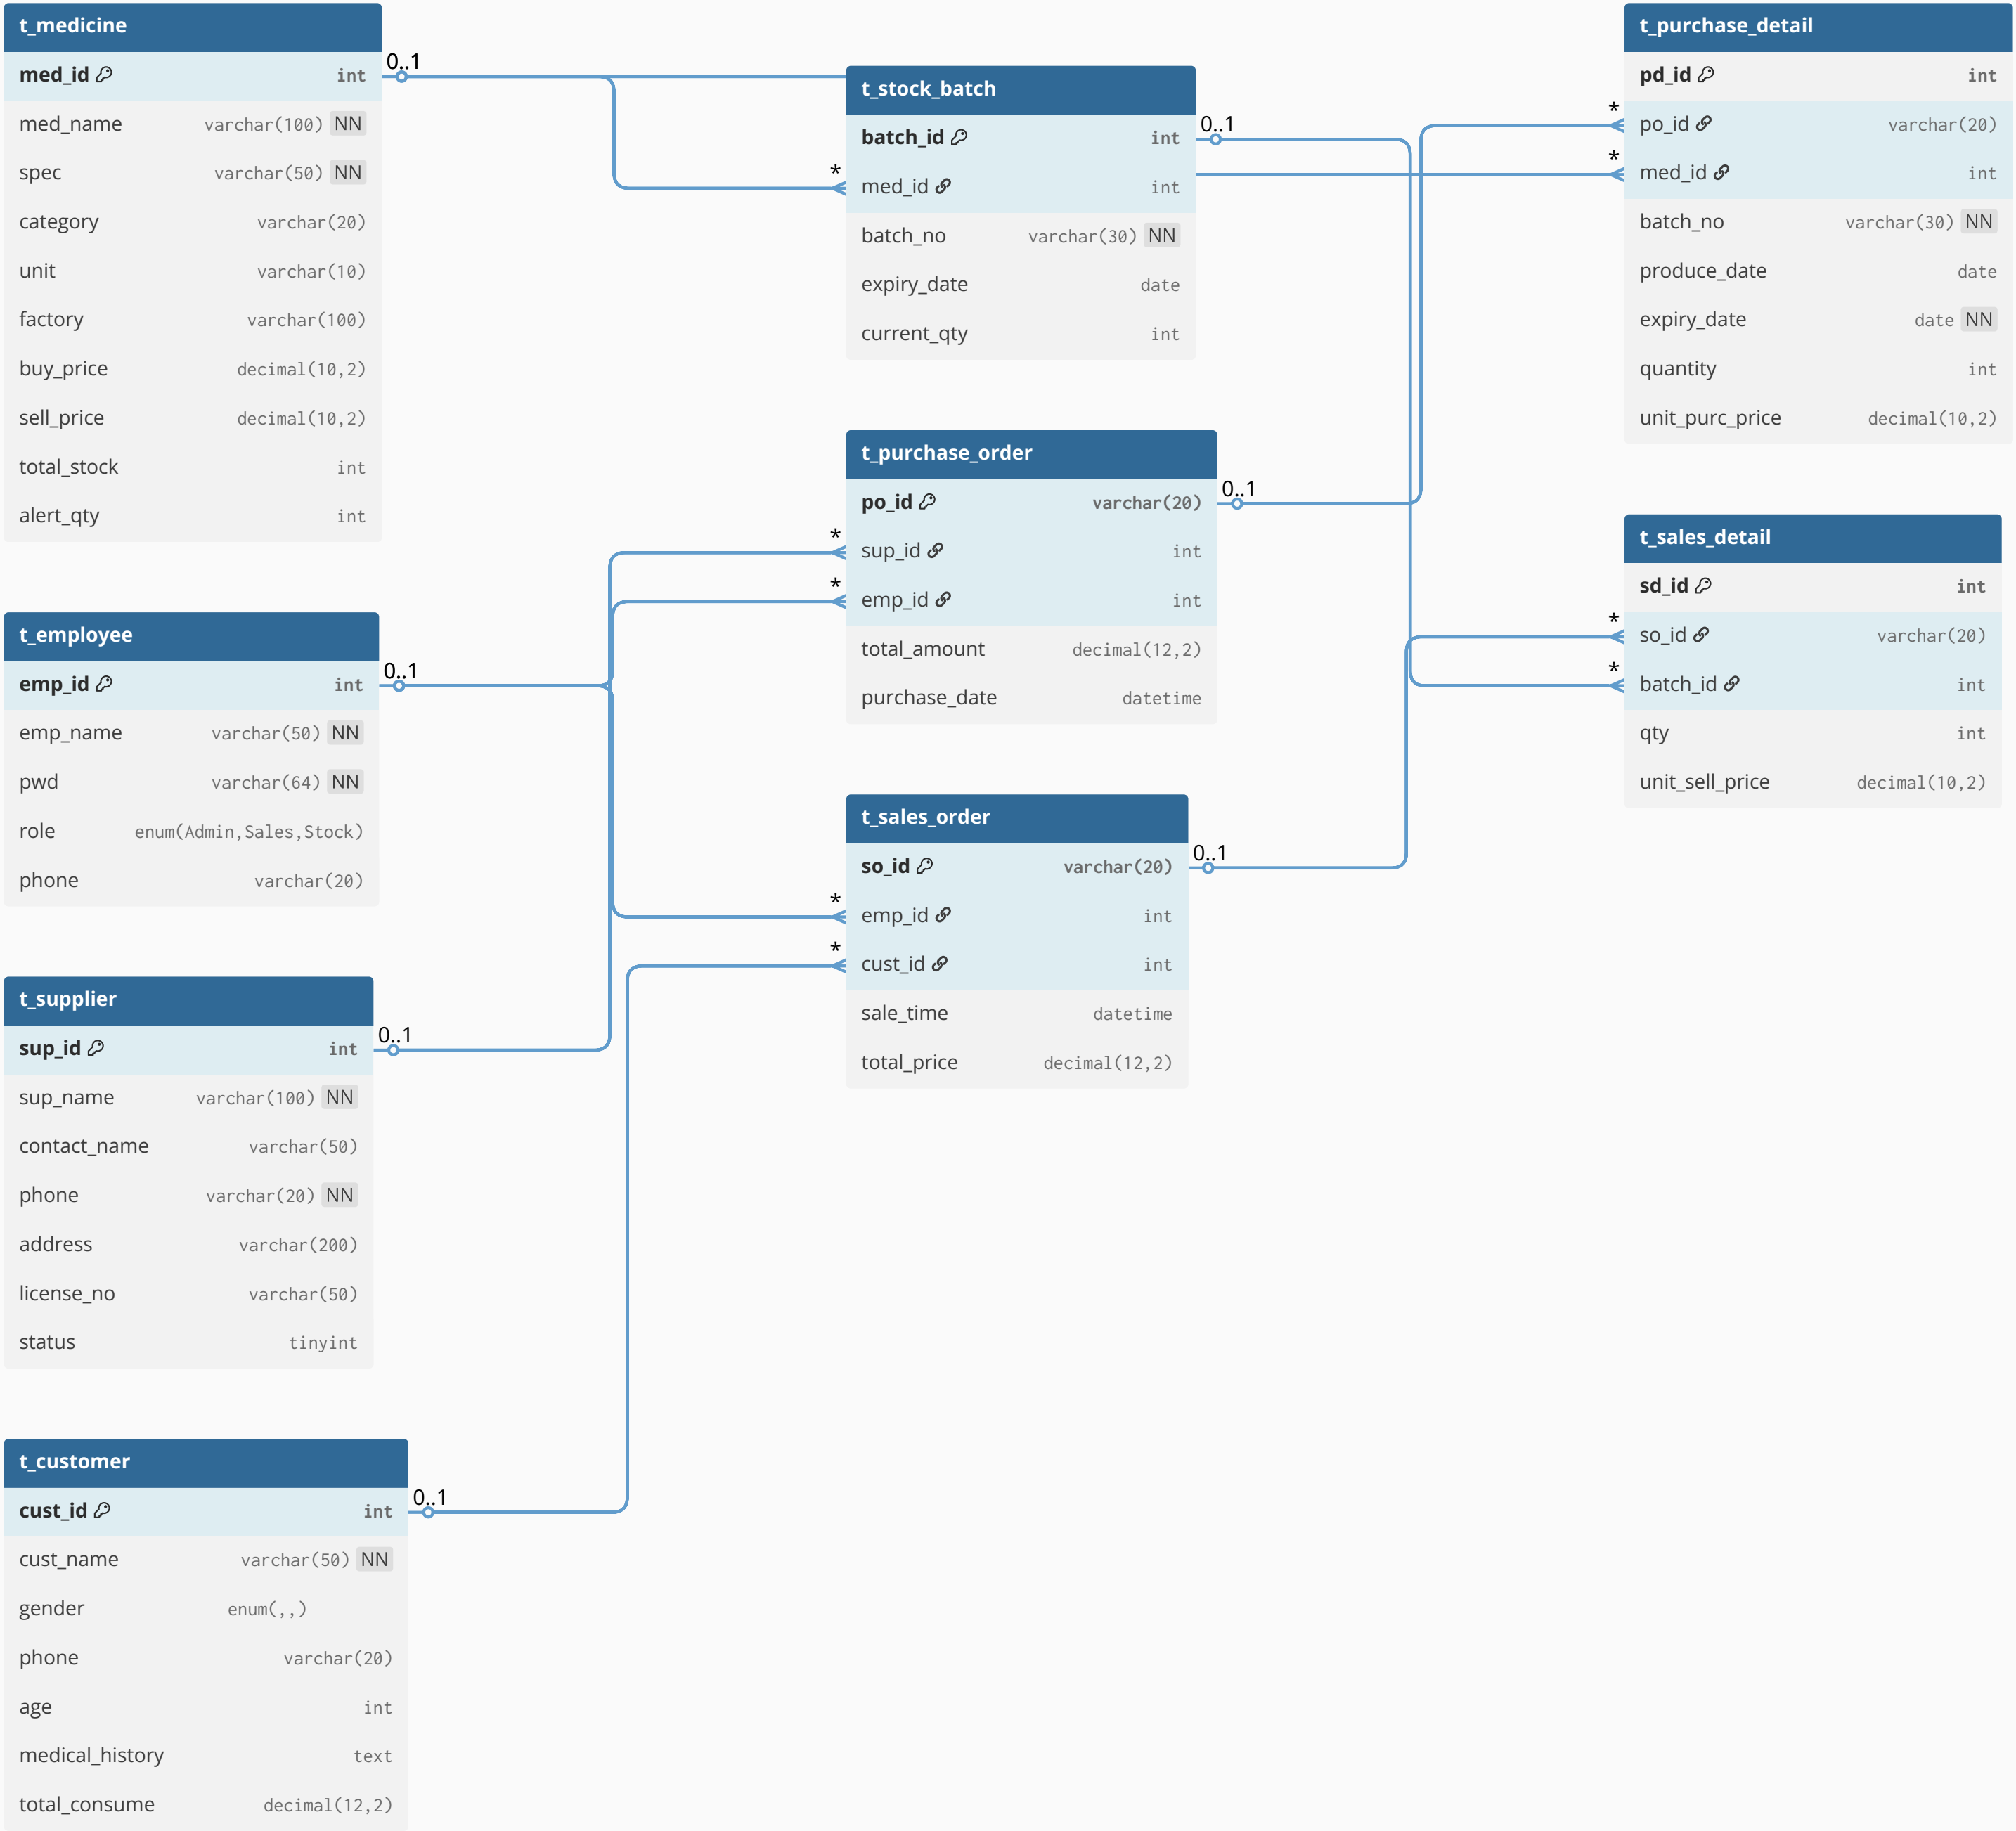 t_medicine
med_id int
med_name varchar(100) NN
spec varchar(50) NN
category varchar(20)
unit varchar(10)
factory varchar(100)
buy_price decimal(10,2)
sell_price decimal(10,2)
total_stock int
alert_qty int
0..1
t_employee
emp_id int
emp_name varchar(50) NN
pwd varchar(64) NN
role enum(Admin,Sales,Stock)
phone varchar(20)
0..1
t_supplier
sup_id int
sup_name varchar(100) NN
contact_name varchar(50)
phone varchar(20) NN
address varchar(200)
license_no varchar(50)
status tinyint
0..1
t_customer
cust_id int
cust_name varchar(50) NN
gender enum(,,)
phone varchar(20)
age int
medical_history text
total_consume decimal(12,2)
0..1
t_stock_batch
batch_id int
0..1
*
med_id int
batch_no varchar(30) NN
expiry_date date
current_qty int
t_purchase_order
po_id varchar(20)
0..1
*
sup_id int
*
emp_id int
total_amount decimal(12,2)
purchase_date datetime
t_sales_order
so_id varchar(20)
0..1
*
emp_id int
*
cust_id int
sale_time datetime
total_price decimal(12,2)
t_purchase_detail
pd_id int
*
po_id varchar(20)
*
med_id int
batch_no varchar(30) NN
produce_date date
expiry_date date NN
quantity int
unit_purc_price decimal(10,2)
t_sales_detail
sd_id int
*
so_id varchar(20)
*
batch_id int
qty int
unit_sell_price decimal(10,2)